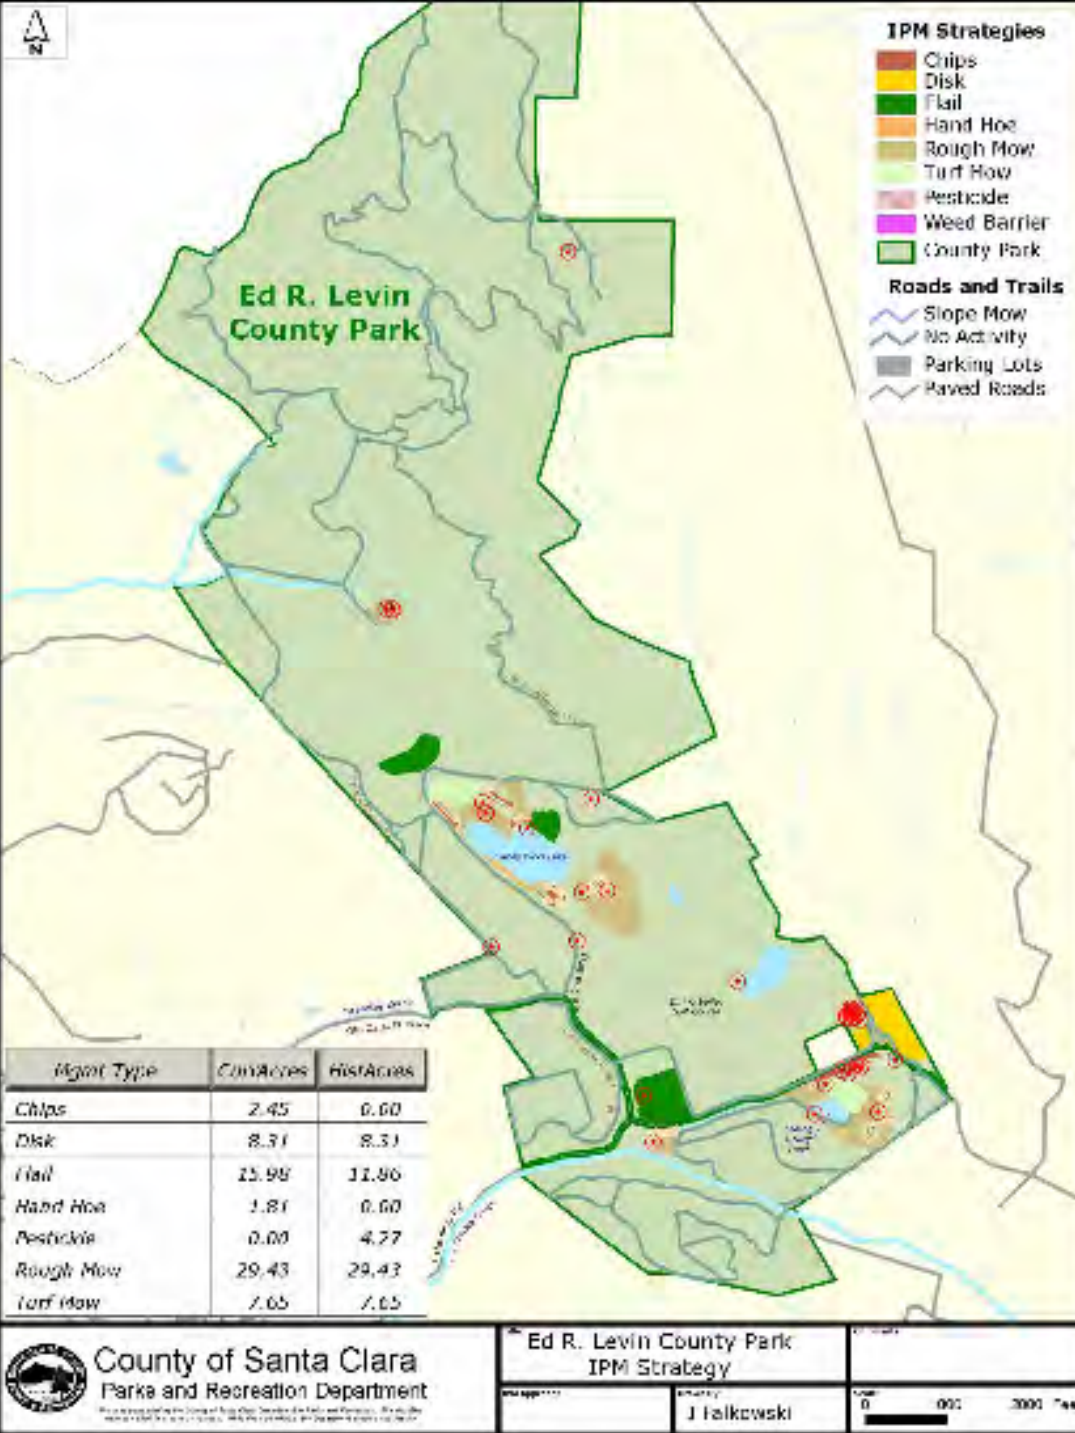 N
IPM Strategies
Chips
Disk
Flail
Hand Hoe
Rough Mow
Turf Mow
Pesticide
Weed Barrier
County Park
Roads and Trails
Slope Mow
No Activity
Parking Lots
Paved Roads
Ed R. Levin
County Park
Mgmt Type CurrAcres HistAcres
Chips 2.45 0.00
Disk 8.31 8.31
Flail 15.98 11.86
Hand Hoe 1.81 0.00
Pesticide 0.00 4.27
Rough Mow 29.43 29.43
Turf Mow 7.65 7.65
County of Santa Clara
Parks and Recreation Department
Ed R. Levin County Park
IPM Strategy
J Falkowski
0 2000 Feet